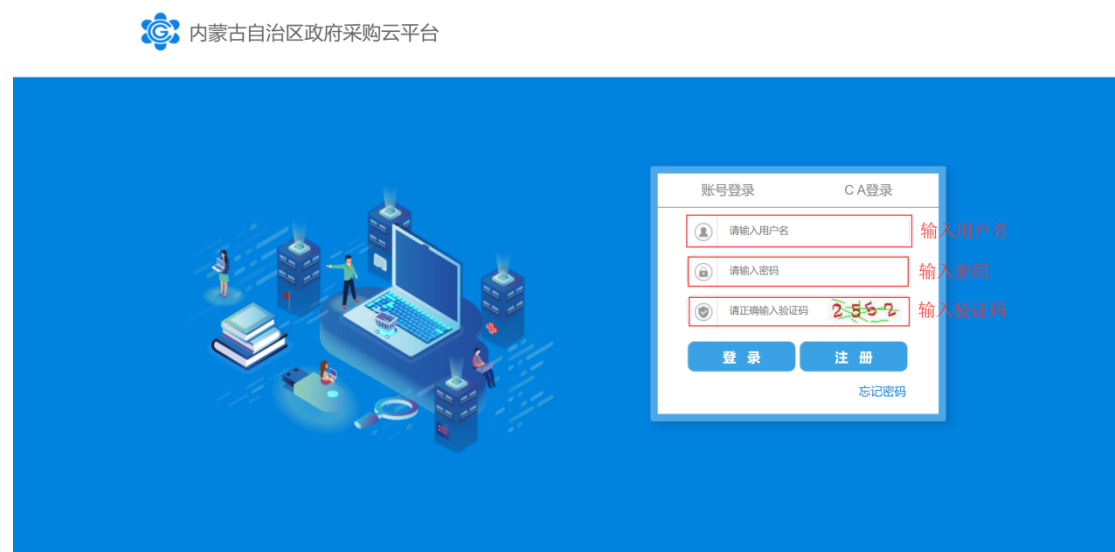 内蒙古自治区政府采购云平台
账号登录 CA登录
请输入用户名 输入用户名
请输入密码 输入密码
请正确输入验证码 2552 输入验证码
登 录 注 册
忘记密码